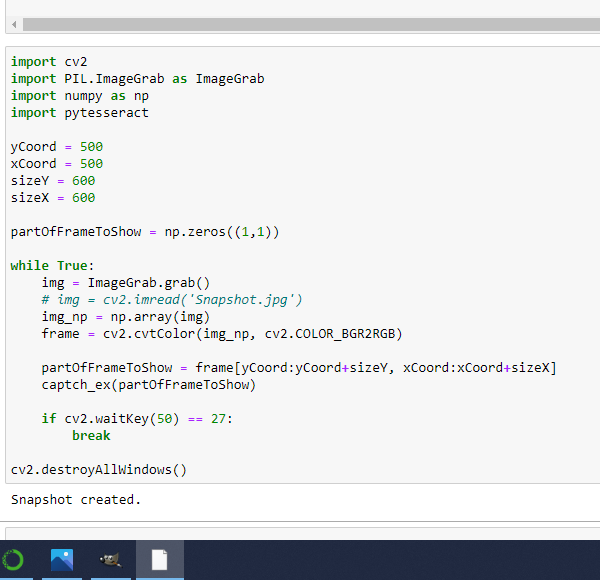 import cv2
import PIL.ImageGrab as ImageGrab
import numpy as np
import pytesseract
yCoord = 500
xCoord = 500
sizeY = 600
sizeX = 600
partOfFrameToShow = np.zeros((1,1))
while True:
    img = ImageGrab.grab()
    # img = cv2.imread('Snapshot.jpg')
    img_np = np.array(img)
    frame = cv2.cvtColor(img_np, cv2.COLOR_BGR2RGB)
    partOfFrameToShow = frame[yCoord:yCoord+sizeY, xCoord:xCoord+sizeX]
    captch_ex(partOfFrameToShow)
    if cv2.waitKey(50) == 27:
        break
cv2.destroyAllWindows()
Snapshot created.